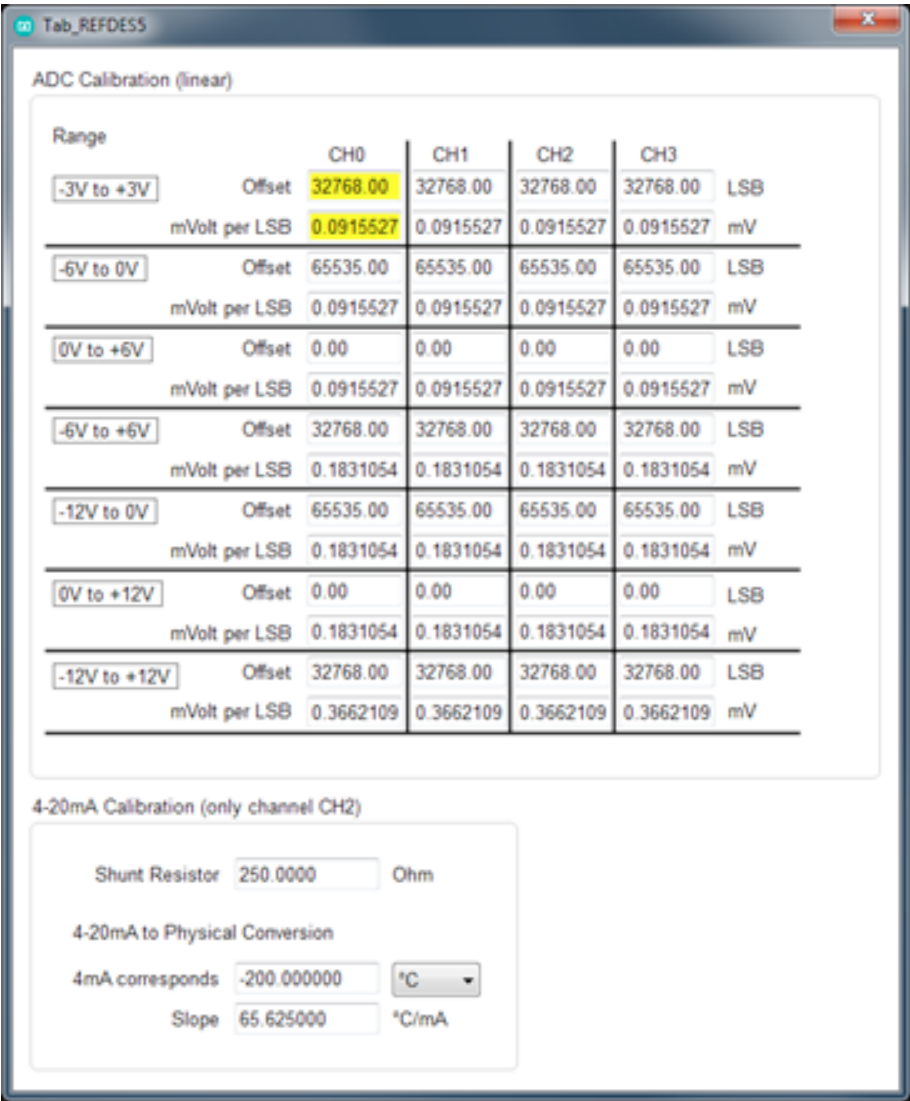 Tab_REFDES5
ADC Calibration (linear)
Range
CH0 CH1 CH2 CH3
-3V to +3V Offset 32768.00 32768.00 32768.00 32768.00 LSB
mVolt per LSB 0.0915527 0.0915527 0.0915527 0.0915527 mV
-6V to 0V Offset 65535.00 65535.00 65535.00 65535.00 LSB
mVolt per LSB 0.0915527 0.0915527 0.0915527 0.0915527 mV
0V to +6V Offset 0.00 0.00 0.00 0.00 LSB
mVolt per LSB 0.0915527 0.0915527 0.0915527 0.0915527 mV
-6V to +6V Offset 32768.00 32768.00 32768.00 32768.00 LSB
mVolt per LSB 0.1831054 0.1831054 0.1831054 0.1831054 mV
-12V to 0V Offset 65535.00 65535.00 65535.00 65535.00 LSB
mVolt per LSB 0.1831054 0.1831054 0.1831054 0.1831054 mV
0V to +12V Offset 0.00 0.00 0.00 0.00 LSB
mVolt per LSB 0.1831054 0.1831054 0.1831054 0.1831054 mV
-12V to +12V Offset 32768.00 32768.00 32768.00 32768.00 LSB
mVolt per LSB 0.3662109 0.3662109 0.3662109 0.3662109 mV
4-20mA Calibration (only channel CH2)
Shunt Resistor 250.0000 Ohm
4-20mA to Physical Conversion
4mA corresponds -200.000000 °C
Slope 65.625000 °C/mA